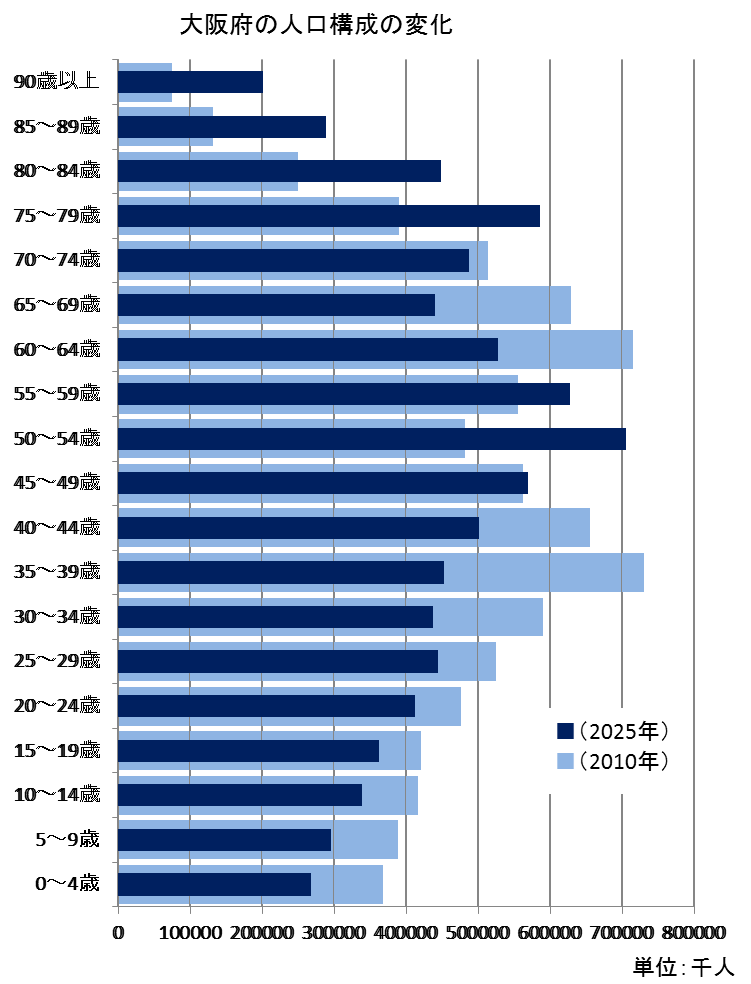 大阪府の人口構成の変化
90歳以上
85～89歳
80～84歳
75～79歳
70～74歳
65～69歳
60～64歳
55～59歳
50～54歳
45～49歳
40～44歳
35～39歳
30～34歳
25～29歳
20～24歳
15～19歳
10～14歳
5～9歳
0～4歳
（2025年）
（2010年）
0 100000 200000 300000 400000 500000 600000 700000 800000
単位：千人